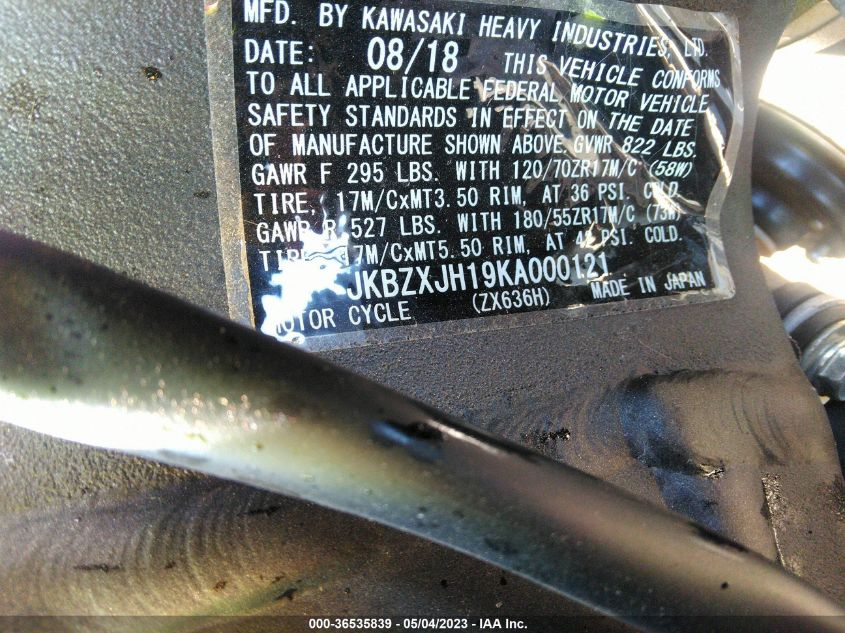 MFD. BY KAWASAKI HEAVY INDUSTRIES, LTD.
DATE: 08/18 THIS VEHICLE CONFORMS
TO ALL APPLICABLE FEDERAL MOTOR VEHICLE
SAFETY STANDARDS IN EFFECT ON THE DATE
OF MANUFACTURE SHOWN ABOVE. GVWR 822 LBS.
GAWR F 295 LBS. WITH 120/70ZR17M/C (58W)
TIRE, 17M/CxMT3.50 RIM, AT 36 PSI. COLD.
GAWR R 527 LBS. WITH 180/55ZR17M/C (73W)
17M/CxMT5.50 RIM, AT PSI. COLD.
JKBZXJH19KA000121
MOTOR CYCLE (ZX636H) MADE IN JAPAN
000-36535839 / 05/04/2023 - IAA Inc.